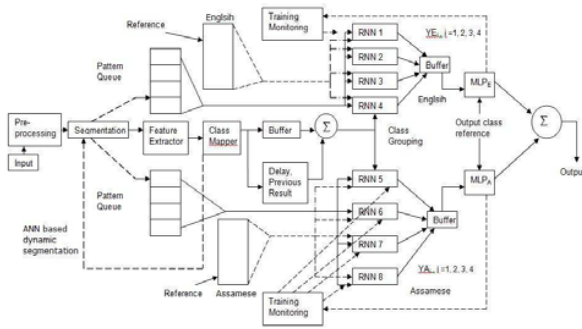 Reference
Englsih
Training
Monitoring
RNN 1
RNN 2
RNN 3
RNN 4
YEi, i =1, 2, 3, 4
Buffer
Englsih
MLPE
Pattern
Queue
Pre-
processing
Input
Segmentation
Feature
Extractor
Class
Mapper
Buffer
Σ
Class
Grouping
Output class
reference
Σ
Output
Delay,
Previous
Result
Pattern
Queue
ANN based
dynamic
segmentation
RNN 5
RNN 6
RNN 7
RNN 8
Buffer
MLPA
YAi, i =1, 2, 3, 4
Assamese
Reference
Assamese
Training
Monitoring